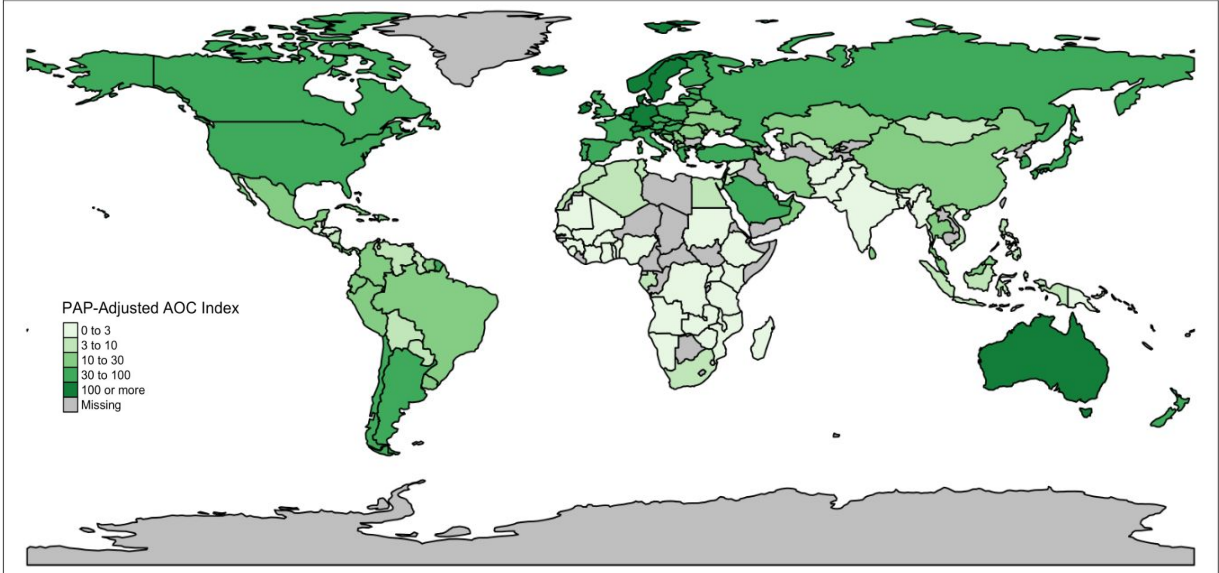 PAP-Adjusted AOC Index
0 to 3
3 to 10
10 to 30
30 to 100
100 or more
Missing